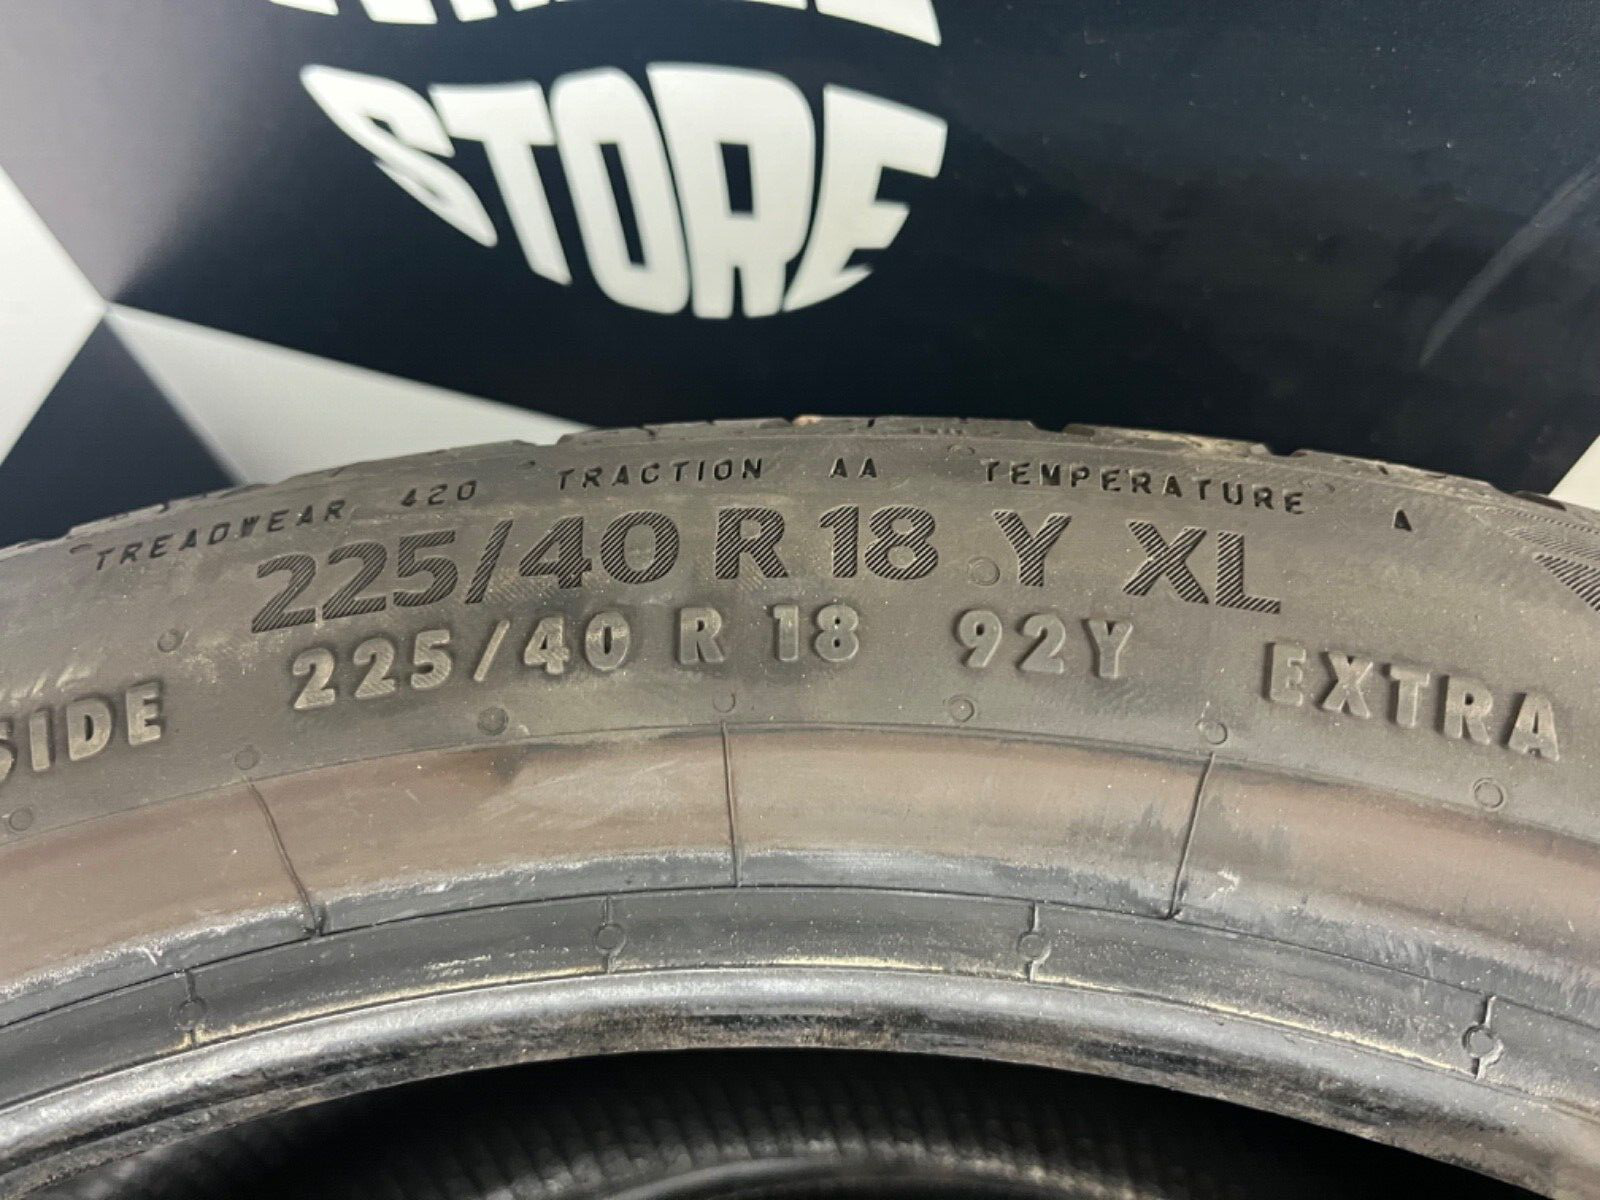 STORE
TREADWEAR 420 TRACTION AA TEMPERATURE A
225/40 R 18 Y XL
SIDE 225/40 R 18 92Y EXTRA